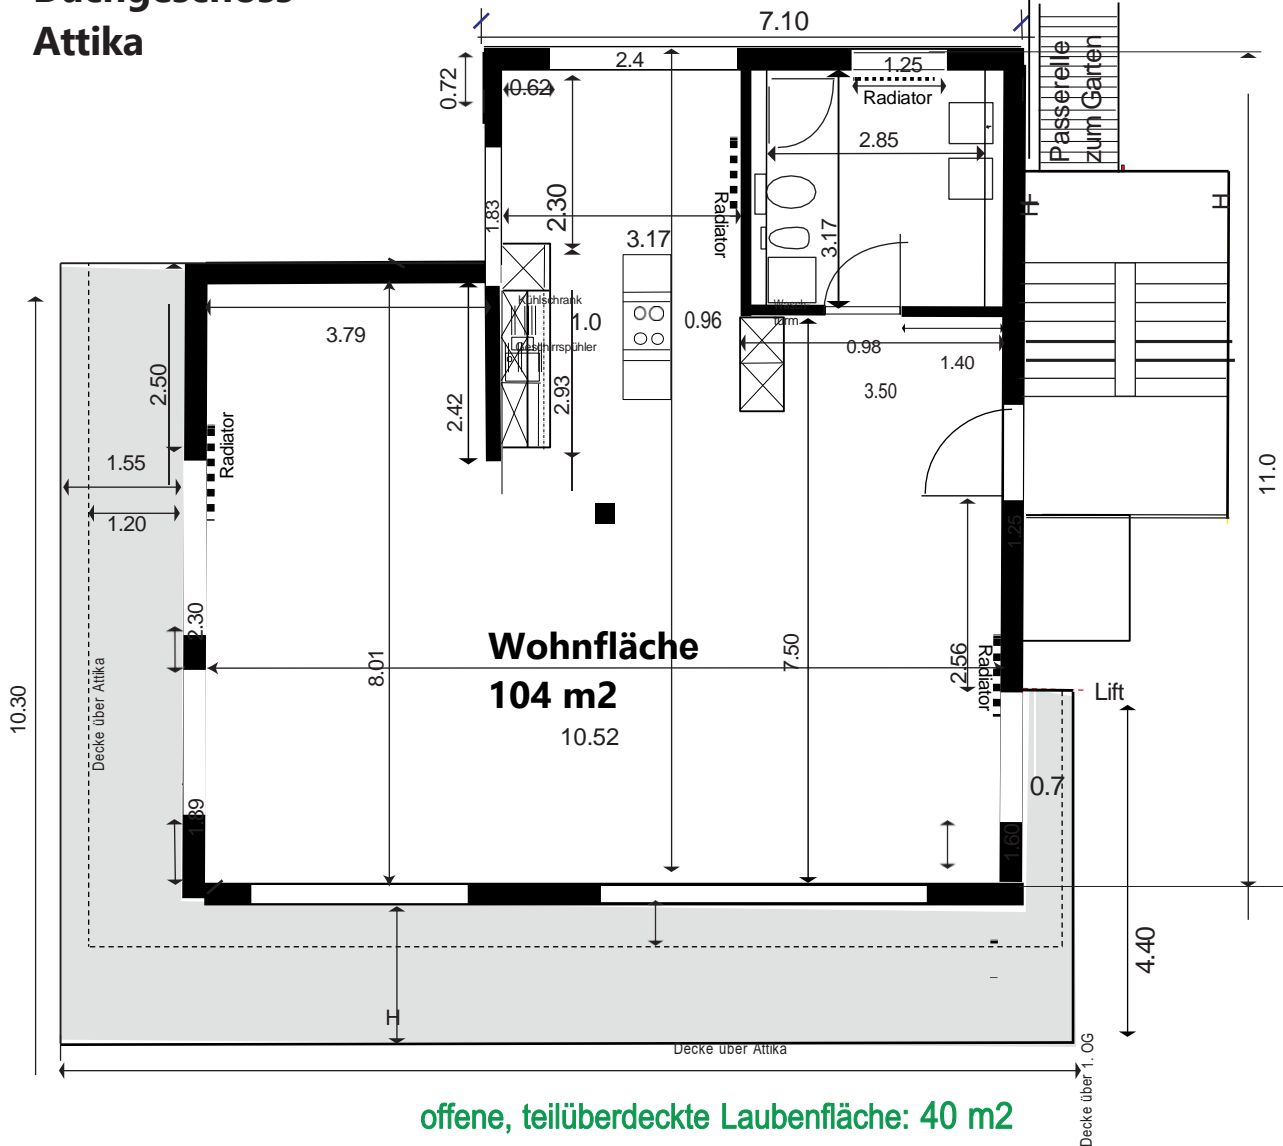 Dachgeschoss
Attika
7.10
2.4
1.25
Radiator
0.72
0.62
2.85
Passerelle
zum Garten
1.83
2.30
Radiator
3.17
3.17
H
H
Kühlschrank
1.0
0.96
Geschirrspühler
0.98
1.40
3.50
3.79
2.50
2.42
2.93
Radiator
1.55
1.20
11.0
1.25
2.30
8.01
Wohnfläche
104 m2
10.52
7.50
2.56
Radiator
Lift
Decke über Attika
10.30
1.89
0.7
1.60
4.40
H
Decke über Attika
Decke über 1. OG
offene, teilüberdeckte Laubenfläche: 40 m2